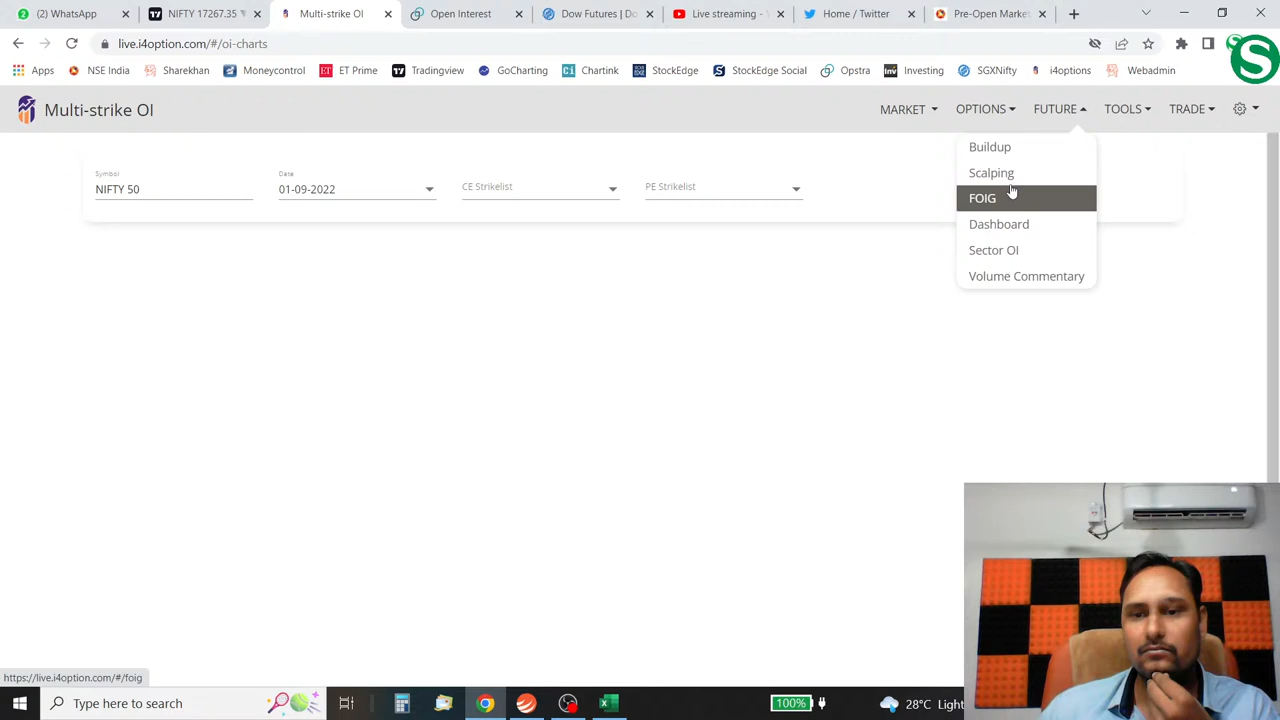 (2) WhatsApp
NIFTY 17267.35
Multi-strike OI
Open Interest
Dow Futures | Do
Live streaming -
Home / Twitter
Pre-Open Market
live.i4option.com/#/oi-charts
Apps
NSE India
Sharekhan
Moneycontrol
ET Prime
Tradingview
GoCharting
Chartink
StockEdge
StockEdge Social
Opstra
Investing
SGXNifty
i4options
Webadmin
Multi-strike OI
MARKET
OPTIONS
FUTURE
TOOLS
TRADE
Symbol
NIFTY 50
Date
01-09-2022
CE Strikelist
PE Strikelist
Buildup
Scalping
FOIG
Dashboard
Sector OI
Volume Commentary
https://live.i4option.com/#/foig
Type here to search
100%
28°C Light